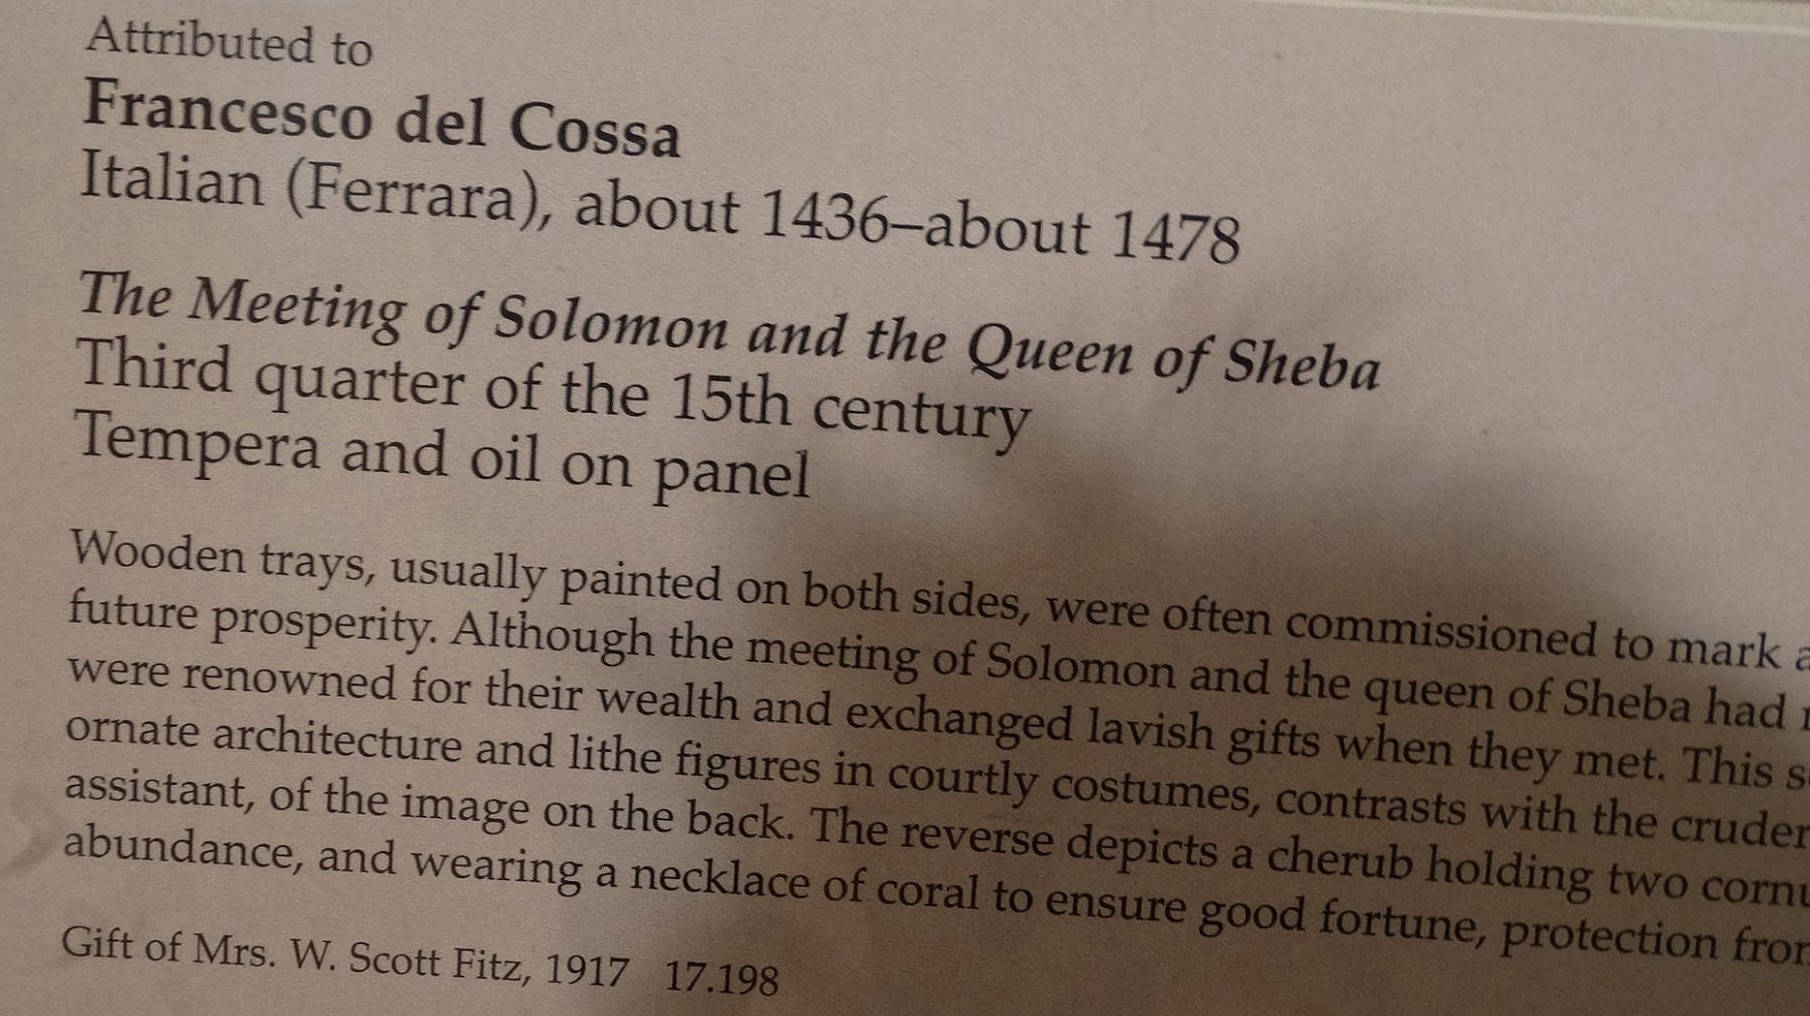 Attributed to
Francesco del Cossa
Italian (Ferrara), about 1436–about 1478
The Meeting of Solomon and the Queen of Sheba
Third quarter of the 15th century
Tempera and oil on panel
Wooden trays, usually painted on both sides, were often commissioned to mark
future prosperity. Although the meeting of Solomon and the queen of Sheba had
were renowned for their wealth and exchanged lavish gifts when they met. This
ornate architecture and lithe figures in courtly costumes, contrasts with the cruder
assistant, of the image on the back. The reverse depicts a cherub holding two
abundance, and wearing a necklace of coral to ensure good fortune, protection
Gift of Mrs. W. Scott Fitz, 1917 17.198